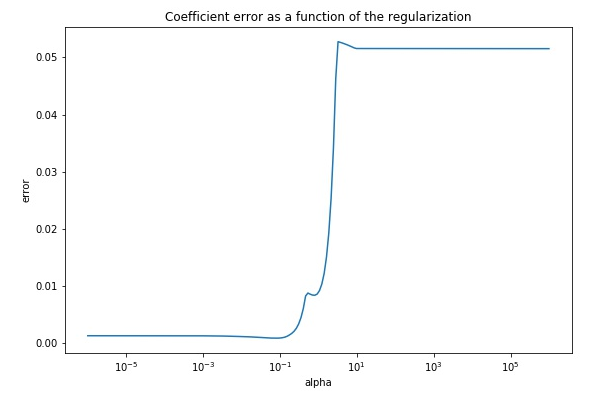 Coefficient error as a function of the regularization
0.05
0.04
0.03
0.02
0.01
0.00
error
10⁻⁵ 10⁻³ 10⁻¹ 10¹ 10³ 10⁵
alpha